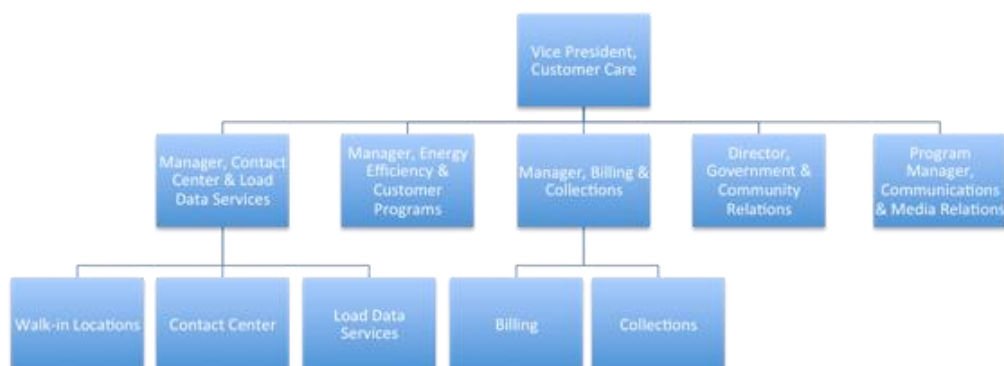 Vice President,
Customer Care
Manager, Contact
Center & Load
Data Services
Manager, Energy
Efficiency &
Customer
Programs
Manager, Billing &
Collections
Director,
Government &
Community
Relations
Program
Manager,
Communications
& Media Relations
Walk-in Locations
Contact Center
Load Data
Services
Billing
Collections